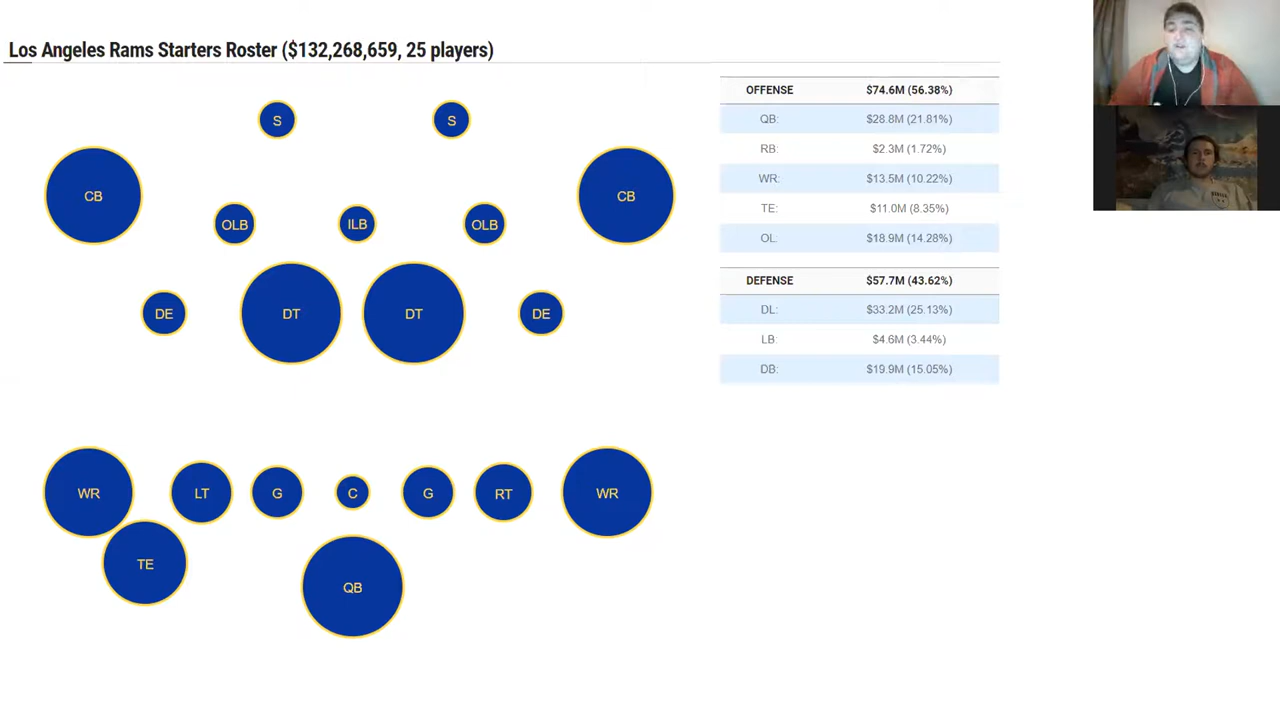 Los Angeles Rams Starters Roster ($132,268,659, 25 players)
S S
CB CB
OLB ILB OLB
DE DT DT DE
WR LT G C G RT WR
TE
QB
OFFENSE $74.6M (56.38%)
QB: $28.8M (21.81%)
RB: $2.3M (1.72%)
WR: $13.5M (10.22%)
TE: $11.0M (8.35%)
OL: $18.9M (14.28%)
DEFENSE $57.7M (43.62%)
DL: $33.2M (25.13%)
LB: $4.6M (3.44%)
DB: $19.9M (15.05%)